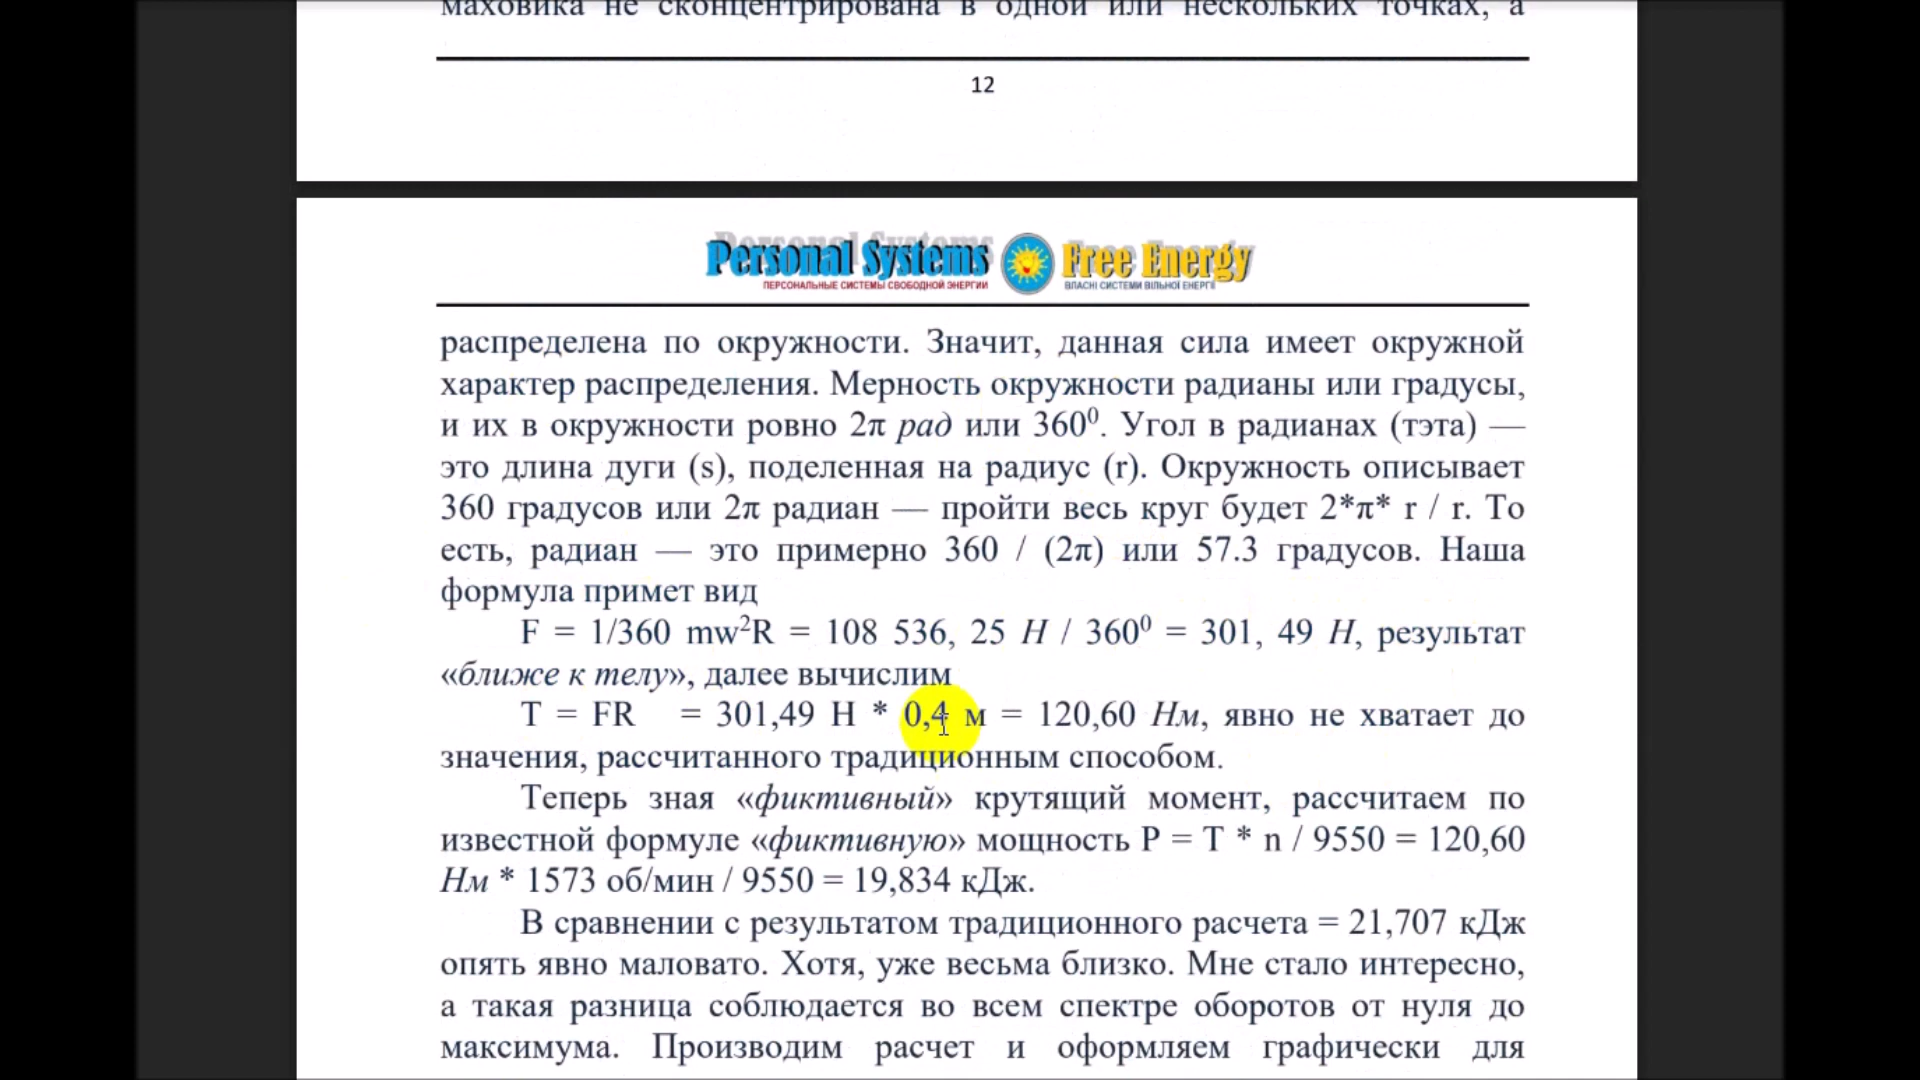 маховика не сконцентрирована в одной или нескольких точках, а
12
Personal Systems Free Energy
ПЕРСОНАЛЬНЫЕ СИСТЕМЫ СВОБОДНОЙ ЭНЕРГИИ ВЛАСНІ СИСТЕМИ ВІЛЬНОЇ ЕНЕРГІЇ
распределена по окружности. Значит, данная сила имеет окружной
характер распределения. Мерность окружности радианы или градусы,
и их в окружности ровно 2π рад или 360⁰. Угол в радианах (тэта) —
это длина дуги (s), поделенная на радиус (r). Окружность описывает
360 градусов или 2π радиан — пройти весь круг будет 2*π* r / r. То
есть, радиан — это примерно 360 / (2π) или 57.3 градусов. Наша
формула примет вид
F = 1/360 mw²R = 108 536, 25 Н / 360⁰ = 301, 49 Н, результат
«ближе к телу», далее вычислим
T = FR = 301,49 Н * 0,4 м = 120,60 Нм, явно не хватает до
значения, рассчитанного традиционным способом.
Теперь зная «фиктивный» крутящий момент, рассчитаем по
известной формуле «фиктивную» мощность P = T * n / 9550 = 120,60
Нм * 1573 об/мин / 9550 = 19,834 кДж.
В сравнении с результатом традиционного расчета = 21,707 кДж
опять явно маловато. Хотя, уже весьма близко. Мне стало интересно,
а такая разница соблюдается во всем спектре оборотов от нуля до
максимума. Производим расчет и оформляем графически для